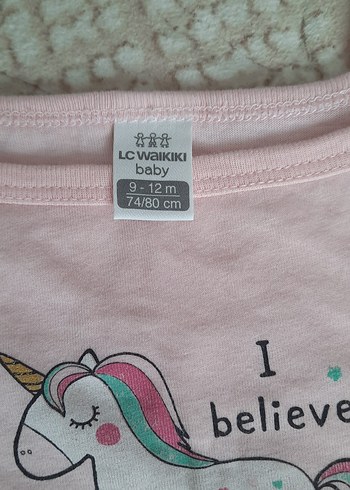 LC WAIKIKI
baby
9 - 12 m
74/80 cm
I
believe